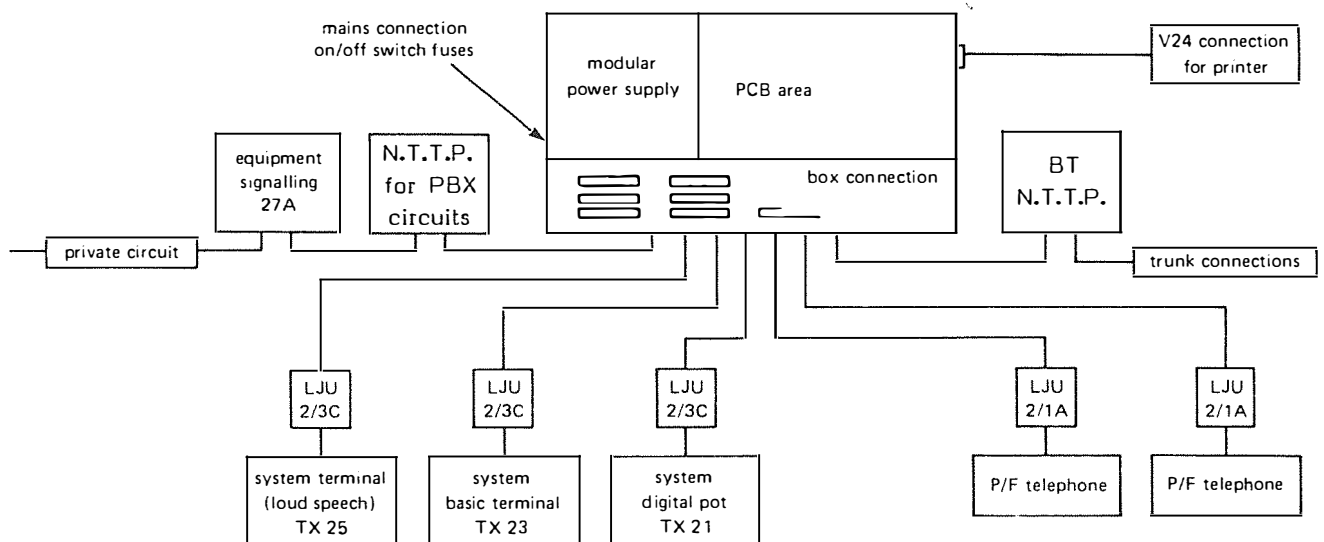 mains connection
on/off switch fuses
modular
power supply
PCB area
V24 connection
for printer
equipment
signalling
27A
N.T.T.P.
for PBX
circuits
box connection
BT
N.T.T.P.
private circuit
trunk connections
LJU
2/3C
LJU
2/3C
LJU
2/3C
LJU
2/1A
LJU
2/1A
system terminal
(loud speech)
TX 25
system
basic terminal
TX 23
system
digital pot
TX 21
P/F telephone
P/F telephone